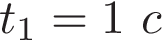 t₁ = 1 c